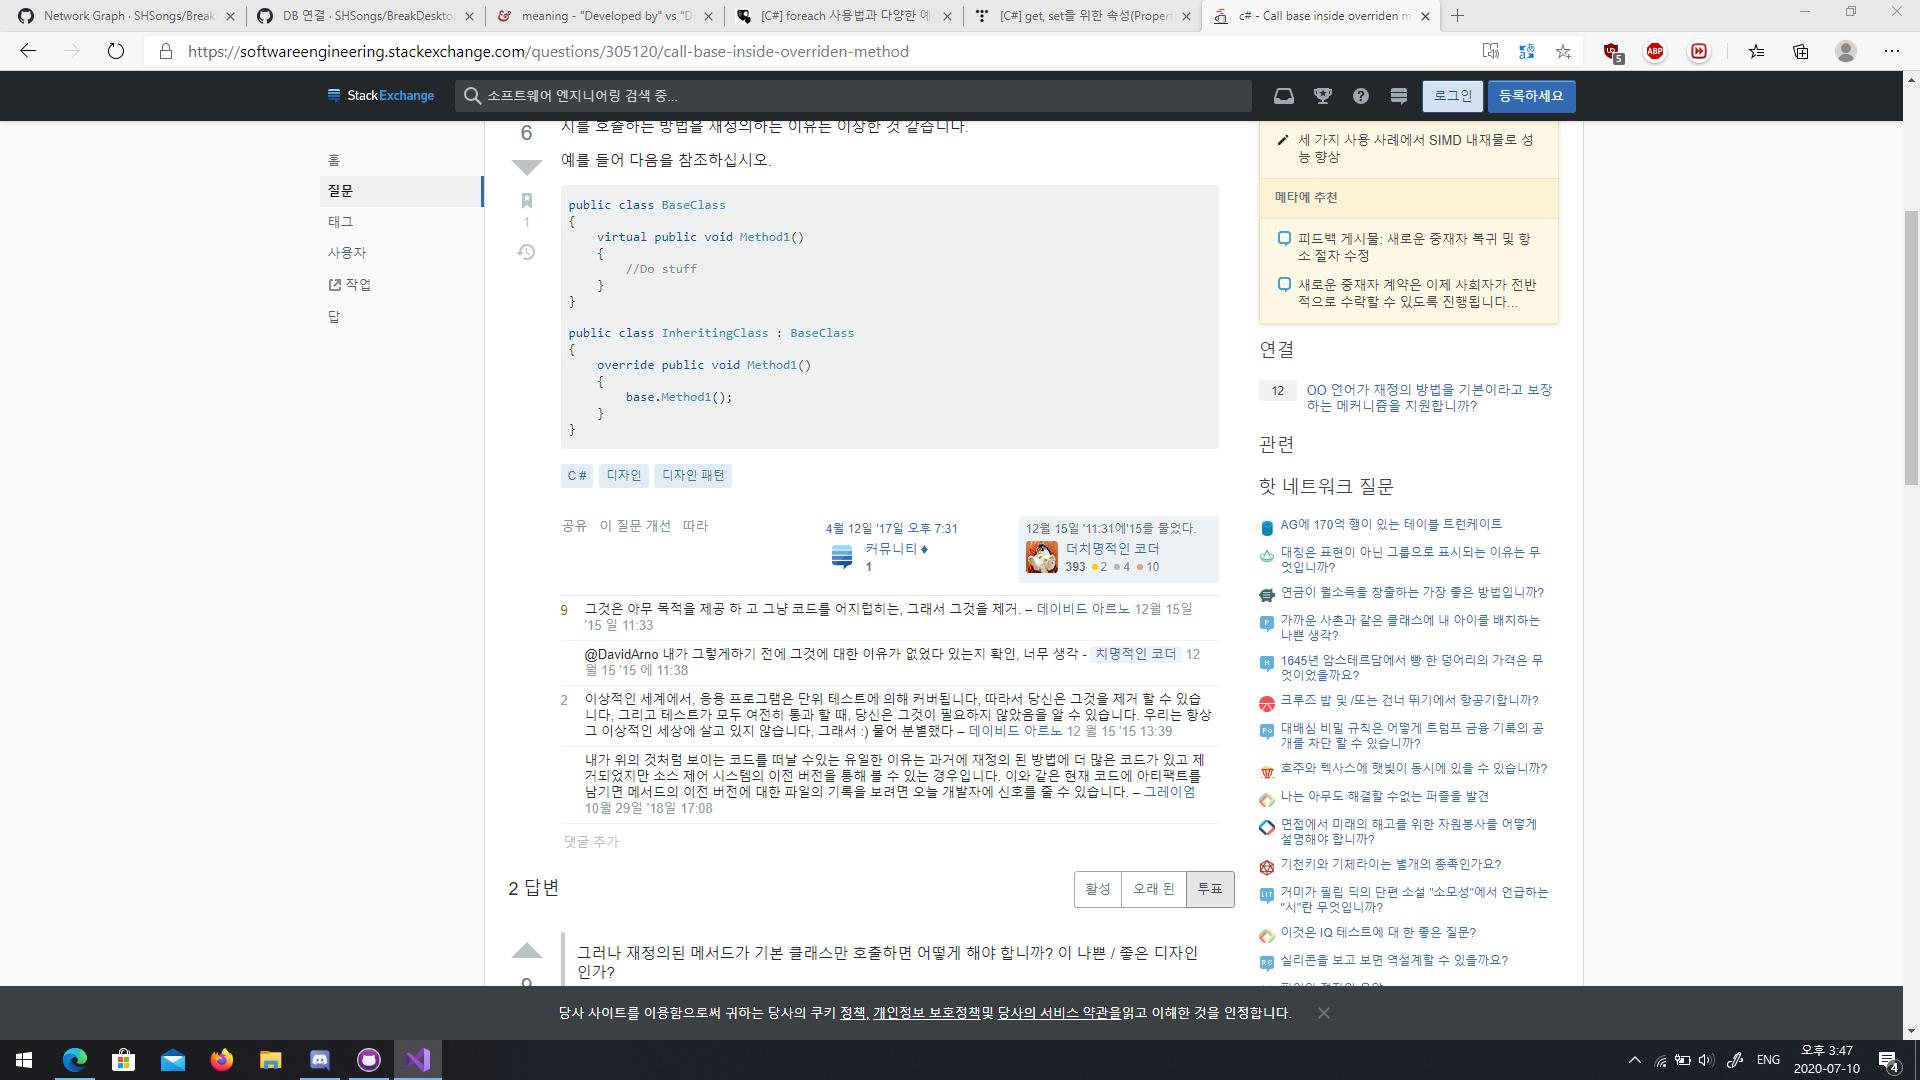 Network Graph · SHSongs/Break
DB 연결 · SHSongs/BreakDeskto
meaning - "Developed by" vs "D
[C#] foreach 사용법과 다양한 예
[C#] get, set을 위한 속성(Propert
c# - Call base inside overriden m
https://softwareengineering.stackexchange.com/questions/305120/call-base-inside-overriden-method
5
ABP
StackExchange
소프트웨어 엔지니어링 검색 중...
로그인
등록하세요
홈
질문
태그
사용자
작업
답
6
1
시를 호출하는 방법을 재정의하는 이유는 이상한 것 같습니다.
예를 들어 다음을 참조하십시오.
public class BaseClass
{
virtual public void Method1()
{
//Do stuff
}
}
public class InheritingClass : BaseClass
{
override public void Method1()
{
base.Method1();
}
}
C #
디자인
디자인 패턴
공유 이 질문 개선 따라
4월 12일 '17일 오후 7:31
커뮤니티 ♦
1
12월 15일 '11:31에'15를 물었다.
더치명적인 코더
393 ●2 ●4 ●10
9
그것은 아무 목적을 제공 하 고 그냥 코드를 어지럽히는, 그래서 그것을 제거. – 데이비드 아르노 12월 15일
'15 일 11:33
@DavidArno 내가 그렇게하기 전에 그것에 대한 이유가 없었다 있는지 확인, 너무 생각 - 치명적인 코더 12
월 15 '15 에 11:38
2
이상적인 세계에서, 응용 프로그램은 단위 테스트에 의해 커버됩니다, 따라서 당신은 그것을 제거 할 수 있습
니다, 그리고 테스트가 모두 여전히 통과 할 때, 당신은 그것이 필요하지 않았음을 알 수 있습니다. 우리는 항상
그 이상적인 세상에 살고 있지 않습니다, 그래서 :) 물어 분별했다 – 데이비드 아르노 12 월 15 '15 13:39
내가 위의 것처럼 보이는 코드를 떠날 수있는 유일한 이유는 과거에 재정의 된 방법에 더 많은 코드가 있고 제
거되었지만 소스 제어 시스템의 이전 버전을 통해 볼 수 있는 경우입니다. 이와 같은 현재 코드에 아티팩트를
남기면 메서드의 이전 버전에 대한 파일의 기록을 보려면 오늘 개발자에 신호를 줄 수 있습니다. – 그레이엄
10월 29일 '18일 17:08
댓글 추가
2 답변
활성
오래 된
투표
그러나 재정의된 메서드가 기본 클래스만 호출하면 어떻게 해야 합니까? 이 나쁜 / 좋은 디자인
인가?
세 가지 사용 사례에서 SIMD 내재물로 성
능 향상
메타에 추천
피드백 게시물: 새로운 중재자 복귀 및 항
소 절차 수정
새로운 중재자 계약은 이제 사회자가 전반
적으로 수락할 수 있도록 진행됩니다...
연결
12
OO 언어가 재정의 방법을 기본이라고 보장
하는 메커니즘을 지원합니까?
관련
핫 네트워크 질문
AG에 170억 행이 있는 테이블 트런케이트
대칭은 표현이 아닌 그룹으로 표시되는 이유는 무
엇입니까?
연금이 월소득을 창출하는 가장 좋은 방법입니까?
가까운 사촌과 같은 클래스에 내 아이를 배치하는
나쁜 생각?
1645년 암스테르담에서 빵 한 덩어리의 가격은 무
엇이었을까요?
크루즈 밥 및 /또는 건너 뛰기에서 항공기합니까?
대배심 비밀 규칙은 어떻게 트럼프 금융 기록의 공
개를 차단 할 수 있습니까?
호주와 텍사스에 햇빛이 동시에 있을 수 있습니까?
나는 아무도 해결할 수없는 퍼즐을 발견
면접에서 미래의 해고를 위한 자원봉사를 어떻게
설명해야 합니까?
기천키와 기체라이는 별개의 종족인가요?
거미가 필립 딕의 단편 소설 "소모성"에서 언급하는
"시"란 무엇입니까?
이것은 IQ 테스트에 대 한 좋은 질문?
실리콘을 보고 보면 역설계할 수 있을까요?
당사 사이트를 이용함으로써 귀하는 당사의 쿠키 정책, 개인정보 보호정책및 당사의 서비스 약관을읽고 이해한 것을 인정합니다.
ENG
오후 3:47
2020-07-10
4